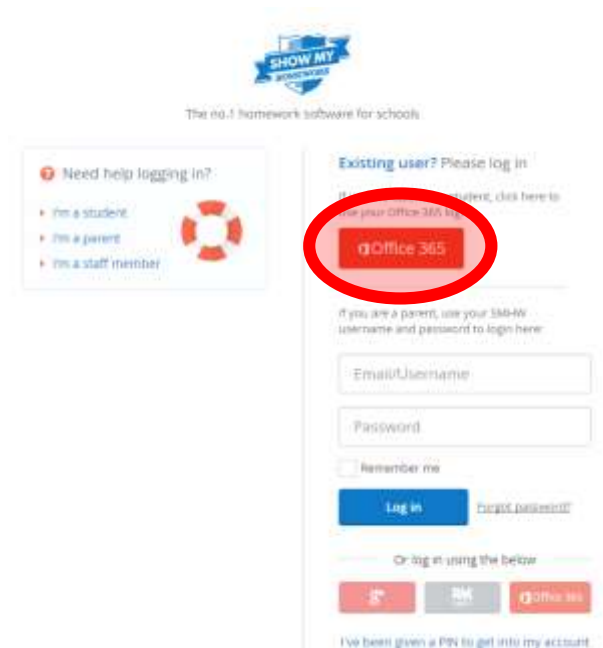 SHOW MY
HOMEWORK
The no.1 homework software for schools
Need help logging in?
I'm a student
I'm a parent
I'm a staff member
Existing user? Please log in
student, click here to
use your Office 365 log
Office 365
If you are a parent, use your SMHW
username and password to login here:
Email/Username
Password
Remember me
Log in
Forgot password?
Or log in using the below
g+
RM
Office 365
I've been given a PIN to get into my account